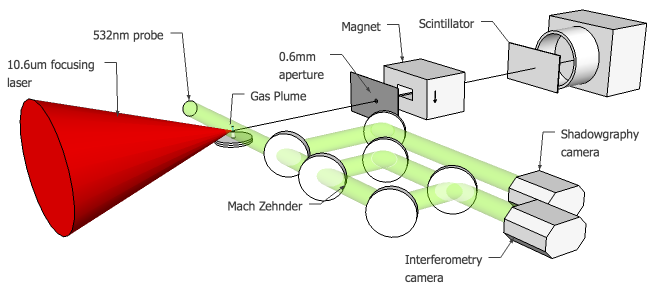 532nm probe
10.6um focusing
laser
Gas Plume
0.6mm
aperture
Magnet
Scintillator
Shadowgraphy
camera
Mach Zehnder
Interferometry
camera